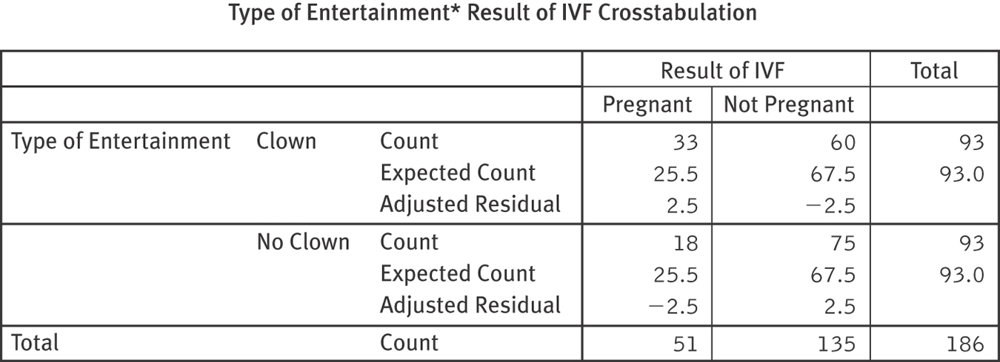 Type of Entertainment* Result of IVF Crosstabulation
Result of IVF Total
Pregnant Not Pregnant
Type of Entertainment Clown Count 33 60 93
Expected Count 25.5 67.5 93.0
Adjusted Residual 2.5 −2.5
No Clown Count 18 75 93
Expected Count 25.5 67.5 93.0
Adjusted Residual −2.5 2.5
Total Count 51 135 186